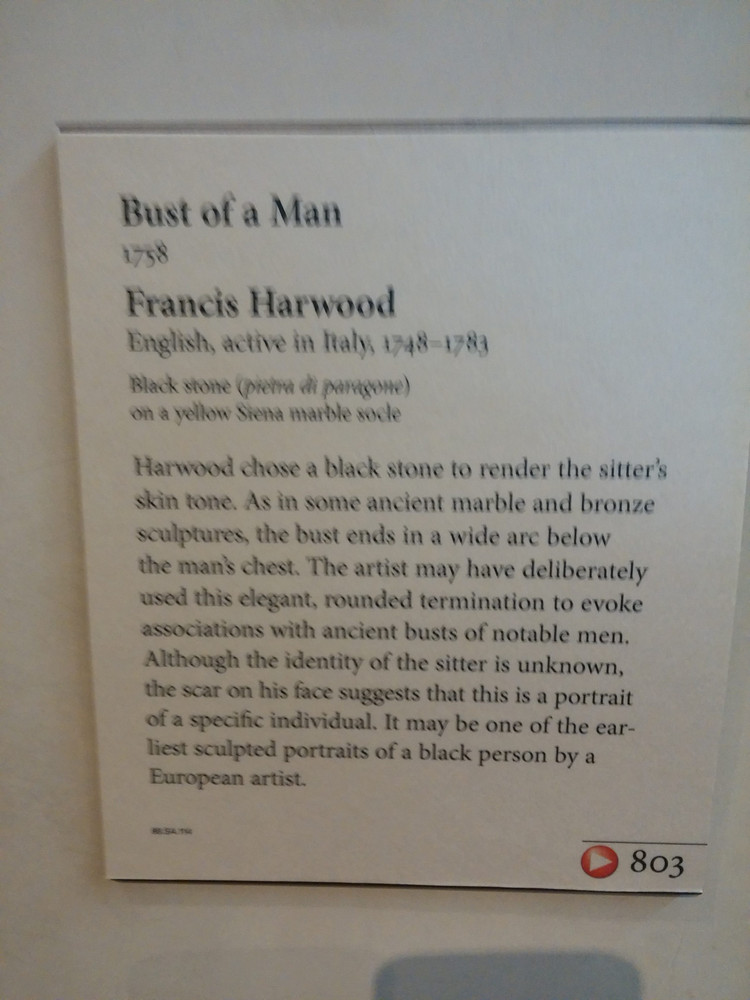 Bust of a Man
1758
Francis Harwood
English, active in Italy, 1748–1783
Black stone (pietra di paragone)
on a yellow Siena marble socle
Harwood chose a black stone to render the sitter's
skin tone. As in some ancient marble and bronze
sculptures, the bust ends in a wide arc below
the man's chest. The artist may have deliberately
used this elegant, rounded termination to evoke
associations with ancient busts of notable men.
Although the identity of the sitter is unknown,
the scar on his face suggests that this is a portrait
of a specific individual. It may be one of the ear-
liest sculpted portraits of a black person by a
European artist.
803